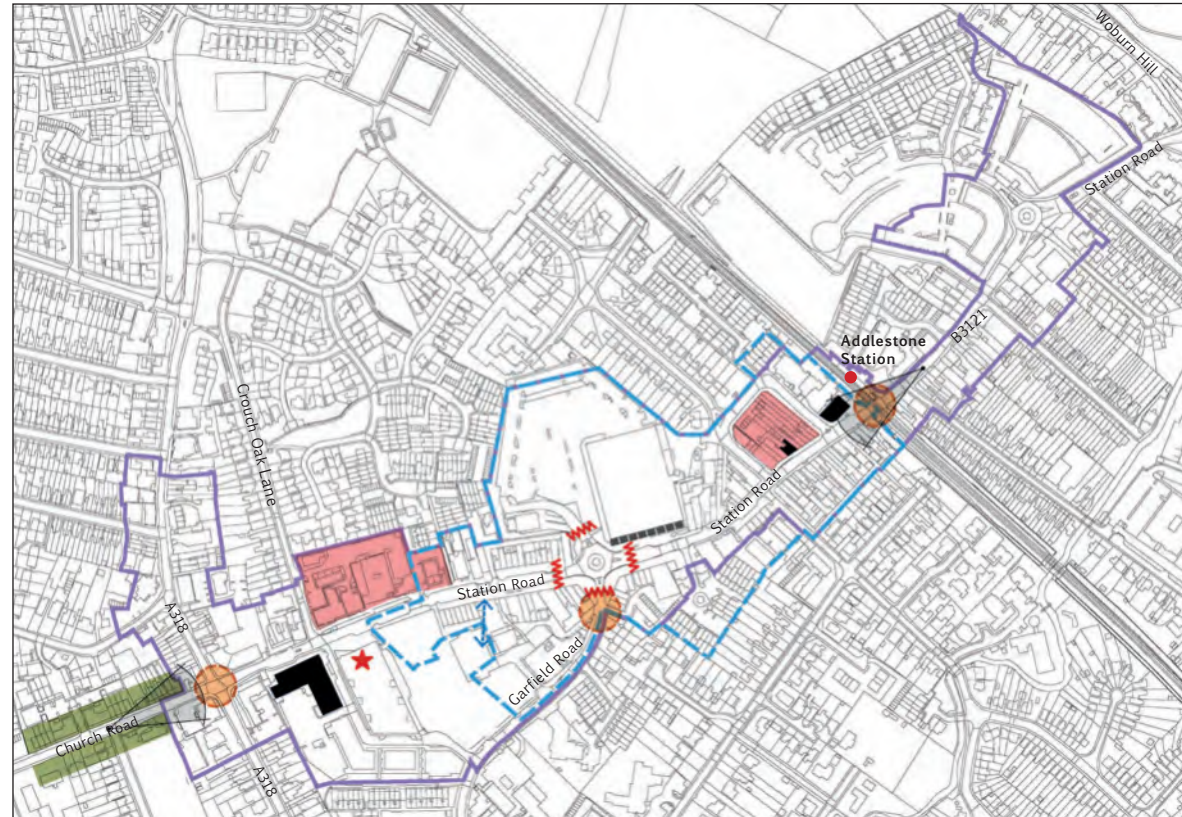 Woburn Hill
Station Road
B3121
Addlestone
Station
Crouch Oak Lane
Station Road
Station Road
A318
Garfield Road
Church Road
A318